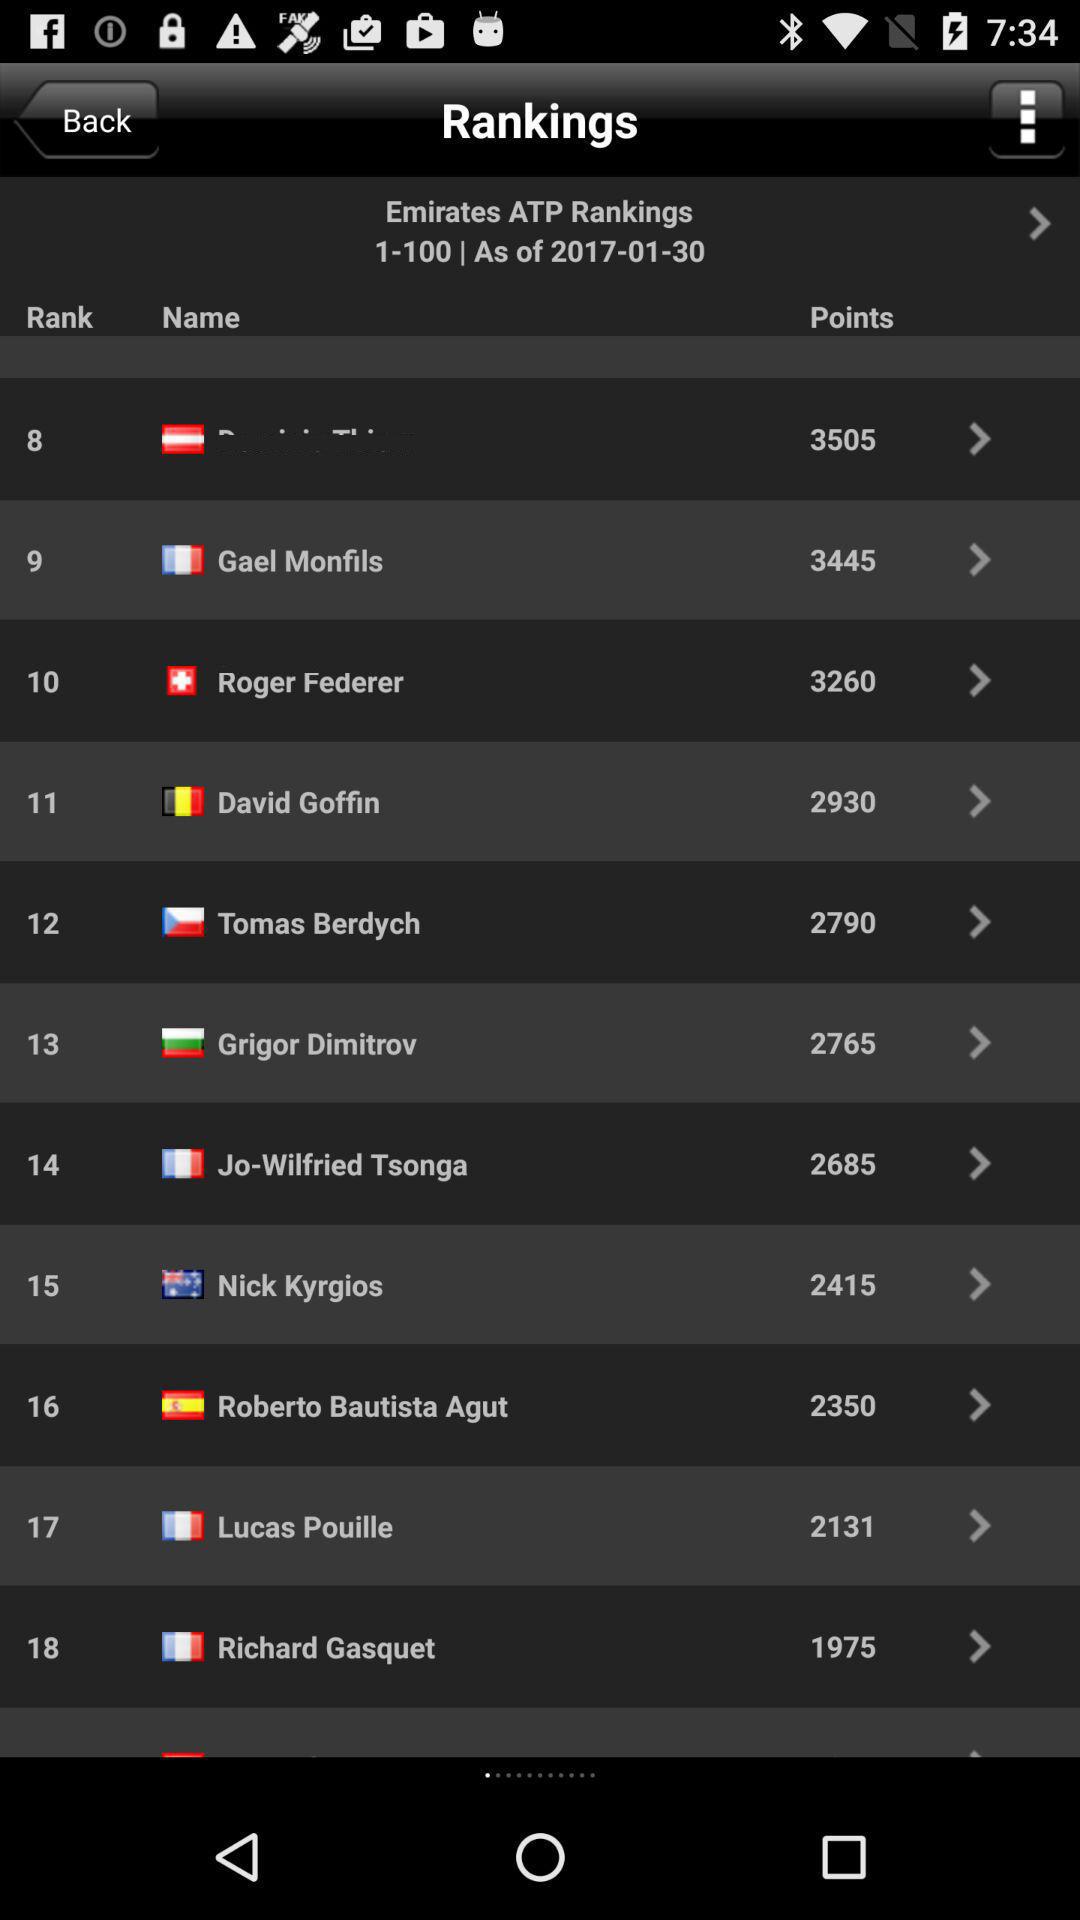 FAKE
7:34
Back
Rankings
Emirates ATP Rankings
1-100 | As of 2017-01-30
Rank Name Points
8 3505
9 Gael Monfils 3445
10 Roger Federer 3260
11 David Goffin 2930
12 Tomas Berdych 2790
13 Grigor Dimitrov 2765
14 Jo-Wilfried Tsonga 2685
15 Nick Kyrgios 2415
16 Roberto Bautista Agut 2350
17 Lucas Pouille 2131
18 Richard Gasquet 1975